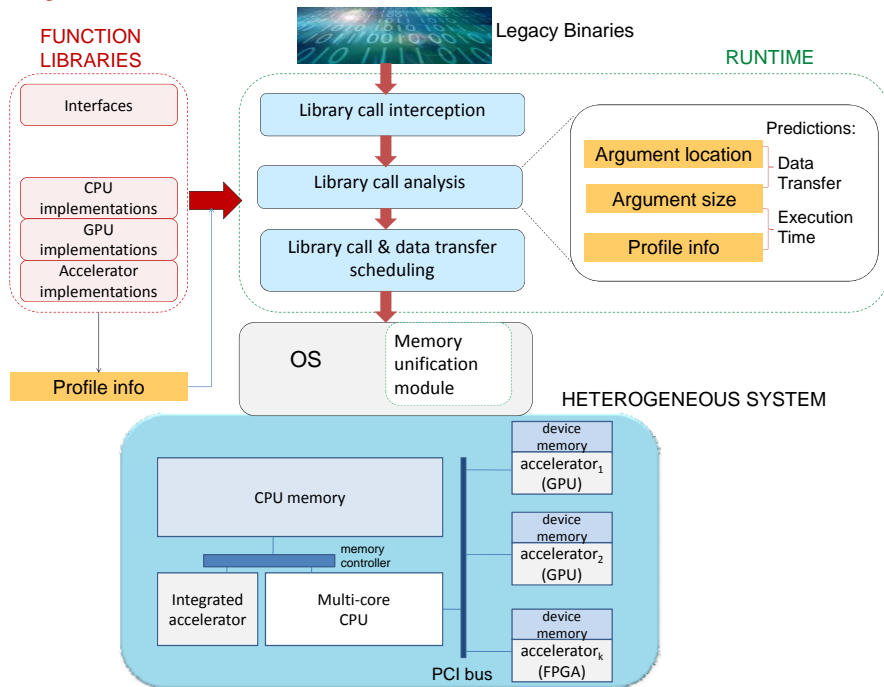 FUNCTION
LIBRARIES
Interfaces
CPU
implementations
GPU
implementations
Accelerator
implementations
Profile info
Legacy Binaries
RUNTIME
Library call interception
Library call analysis
Library call & data transfer
scheduling
Predictions:
Argument location
Data
Transfer
Argument size
Execution
Time
Profile info
OS
Memory
unification
module
HETEROGENEOUS SYSTEM
CPU memory
memory
controller
Integrated
accelerator
Multi-core
CPU
PCI bus
device
memory
accelerator₁
(GPU)
device
memory
accelerator₂
(GPU)
device
memory
acceleratorₖ
(FPGA)